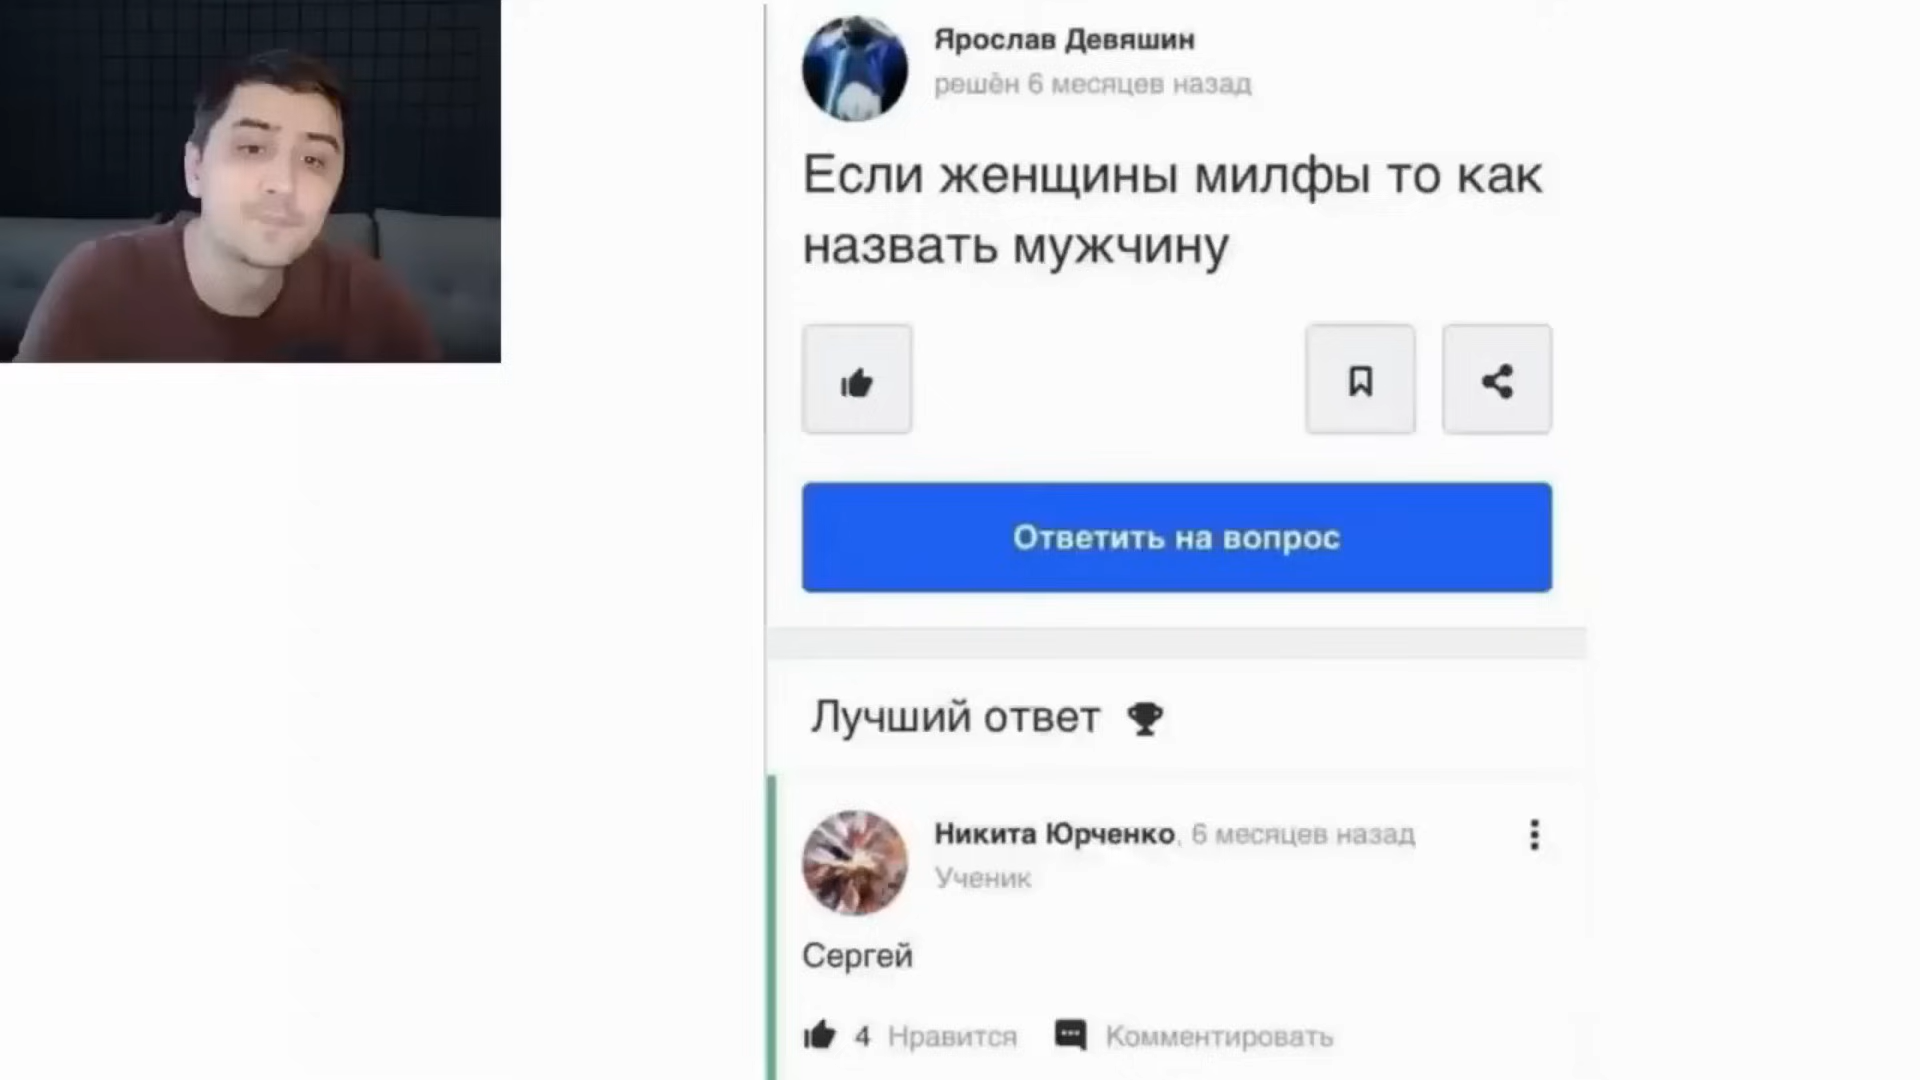 Ярослав Девяшин
решён 6 месяцев назад
Если женщины милфы то как
назвать мужчину
Ответить на вопрос
Лучший ответ
Никита Юрченко, 6 месяцев назад
Ученик
Сергей
4 Нравится Комментировать